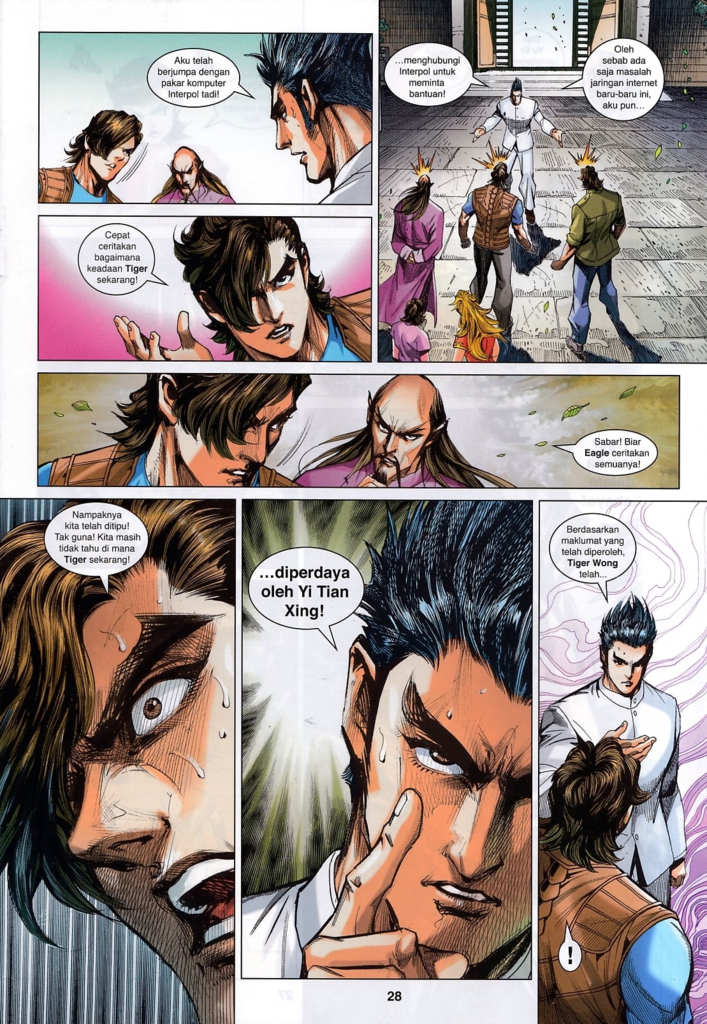 Oleh
sebab ada
saja masalah
jaringan internet
baru-baru ini,
aku pun…
…menghubungi
Interpol untuk
meminta
bantuan!
Aku telah
berjumpa dengan
pakar komputer
Interpol tadi!
Cepat
ceritakan
bagaimana
keadaan Tiger
sekarang!
Sabar! Biar
Eagle ceritakan
semuanya!
Berdasarkan
maklumat yang
telah diperoleh,
Tiger Wong
telah…
!
…diperdaya
oleh Yi Tian
Xing!
Nampaknya
kita telah ditipu!
Tak guna! Kita masih
tidak tahu di mana
Tiger sekarang!
28